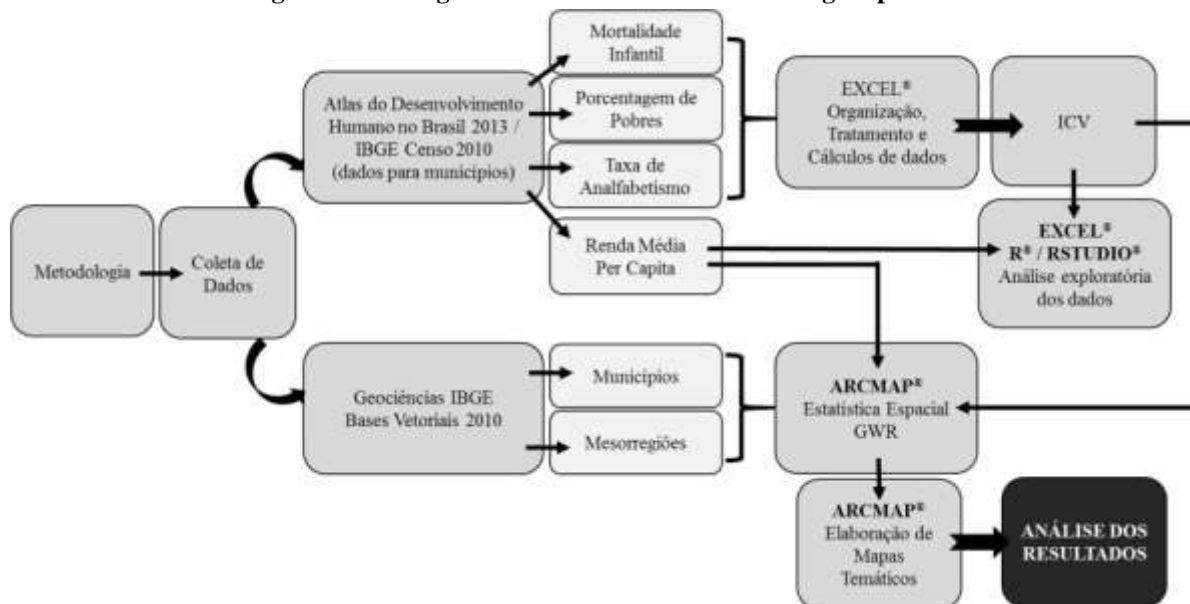 Mortalidade
Infantil
Atlas do Desenvolvimento
Humano no Brasil 2013 /
IBGE Censo 2010
(dados para municípios)
Porcentagem de
Pobres
Taxa de
Analfabetismo
Renda Média
Per Capita
EXCEL®
Organização,
Tratamento e
Cálculos de dados
ICV
EXCEL®
R® / RSTUDIO®
Análise exploratória
dos dados
Metodologia
Coleta de
Dados
Geociências IBGE
Bases Vetoriais 2010
Municípios
Mesorregiões
ARCMAP®
Estatística Espacial
GWR
ARCMAP®
Elaboração de
Mapas
Temáticos
ANÁLISE DOS
RESULTADOS